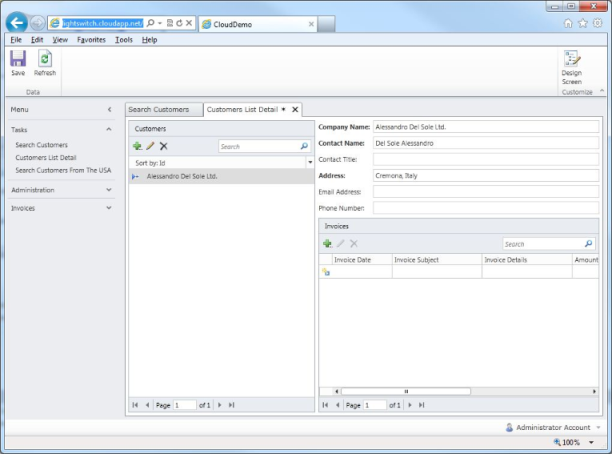 lightswitch.cloudapp.net/
CloudDemo
File Edit View Favorites Tools Help
Save Refresh
Design Screen
Data
Customize
Menu
Search Customers
Customers List Detail *
Tasks
Search Customers
Customers List Detail
Search Customers From The USA
Administration
Invoices
Customers
Search
Sort by: Id
Alessandro Del Sole Ltd.
Page 1 of 1
Company Name: Alessandro Del Sole Ltd.
Contact Name: Del Sole Alessandro
Contact Title:
Address: Cremona, Italy
Email Address:
Phone Number:
Invoices
Search
Invoice Date Invoice Subject Invoice Details Amount
Page 1 of 1
Administrator Account
100%